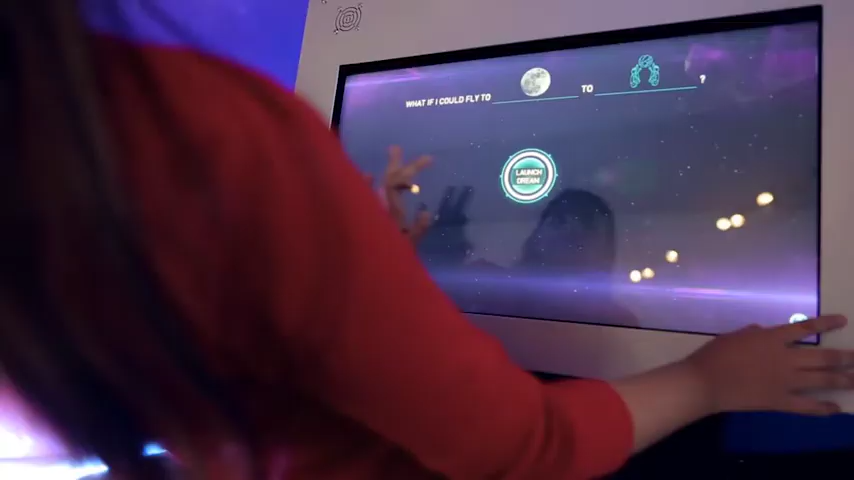 WHAT IF I COULD FLY TO TO ?
LAUNCH
DREAM